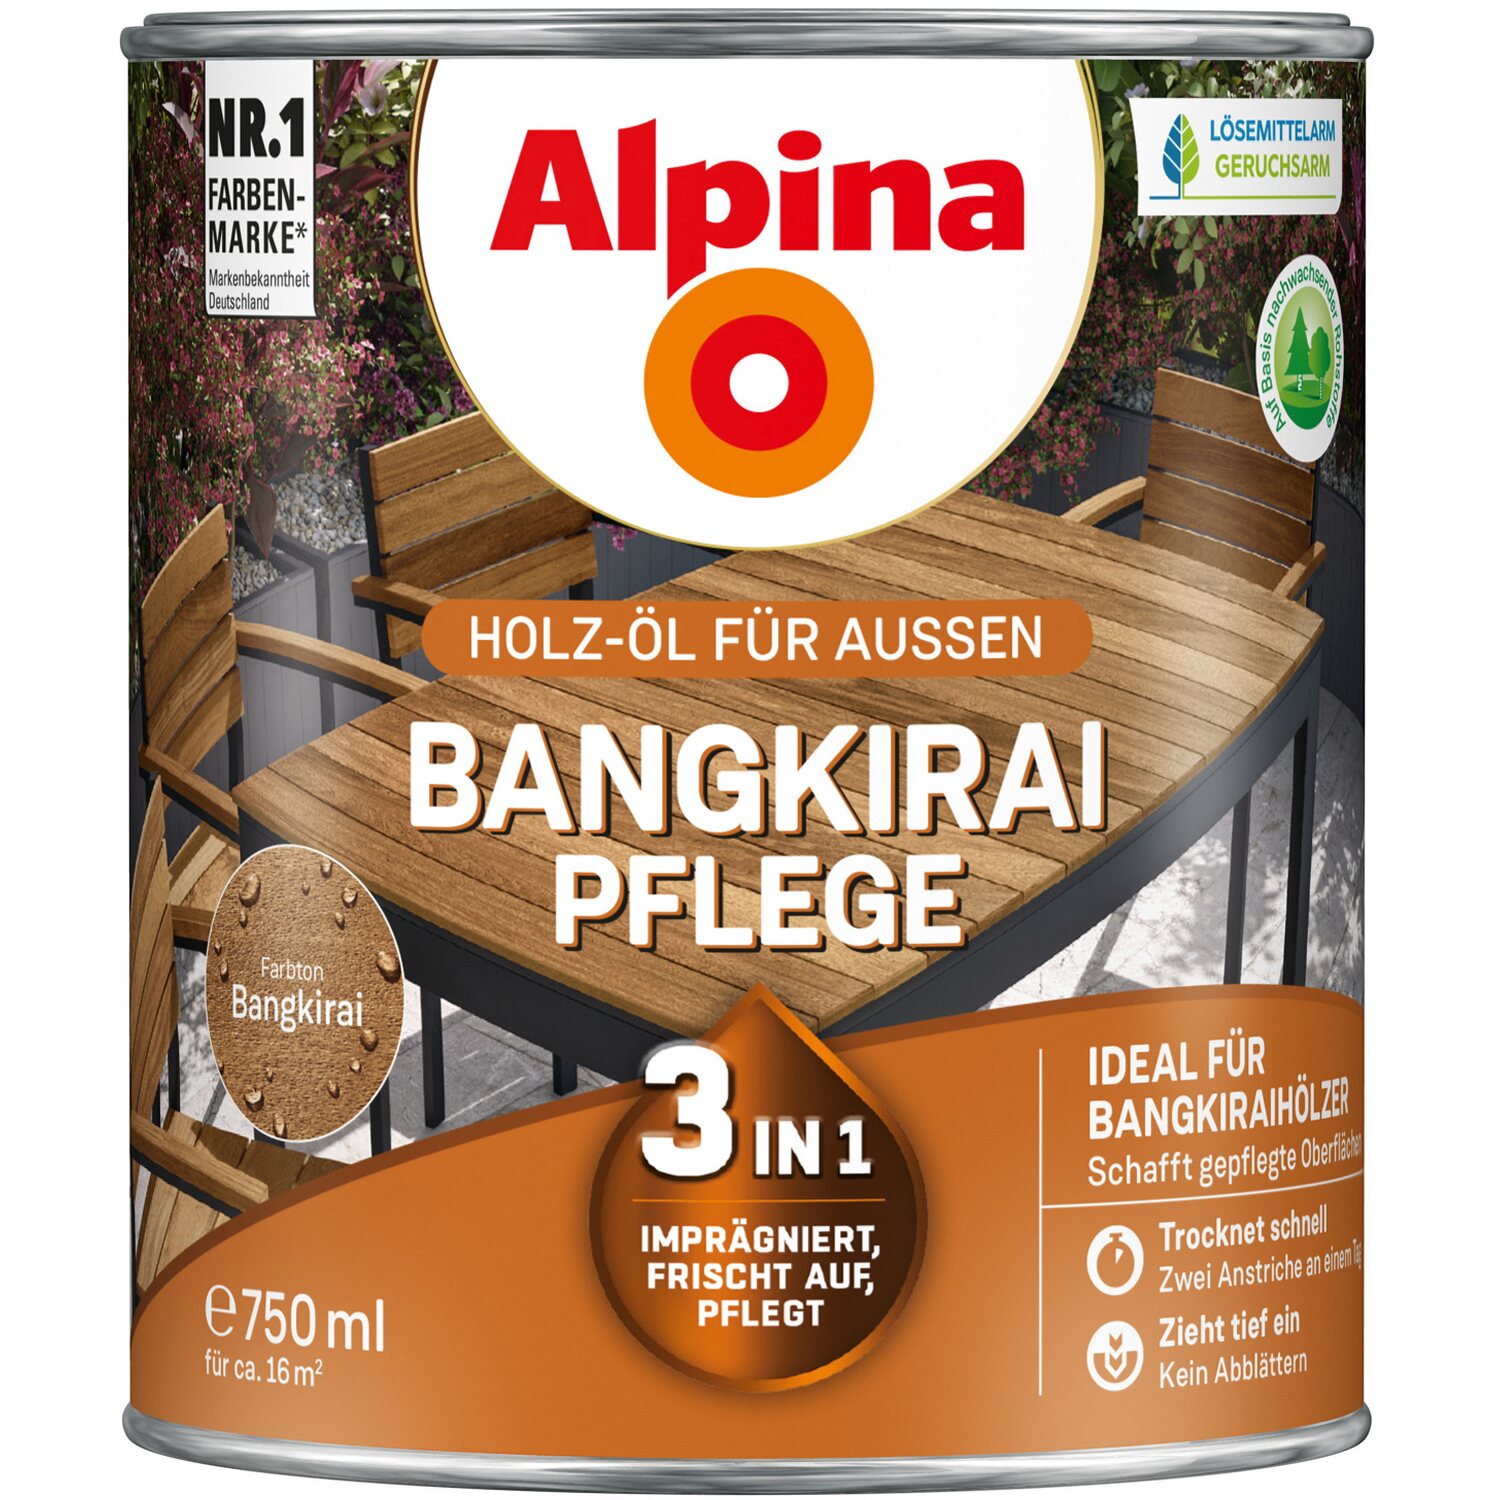 NR.1
FARBEN-
MARKE*
Markenbekanntheit
Deutschland
Alpina
LÖSEMITTELARM
GERUCHSARM
Auf Basis nachwachsender Rohstoffe
HOLZ-ÖL FÜR AUSSEN
BANGKIRAI
PFLEGE
Farbton
Bangkirai
3 IN 1
IMPRÄGNIERT,
FRISCHT AUF,
PFLEGT
IDEAL FÜR
BANGKIRAIHÖLZER
Schafft gepflegte Oberflächen
Trocknet schnell
Zwei Anstriche an einem Tag
Zieht tief ein
Kein Abblättern
℮ 750 ml
für ca. 16 m²